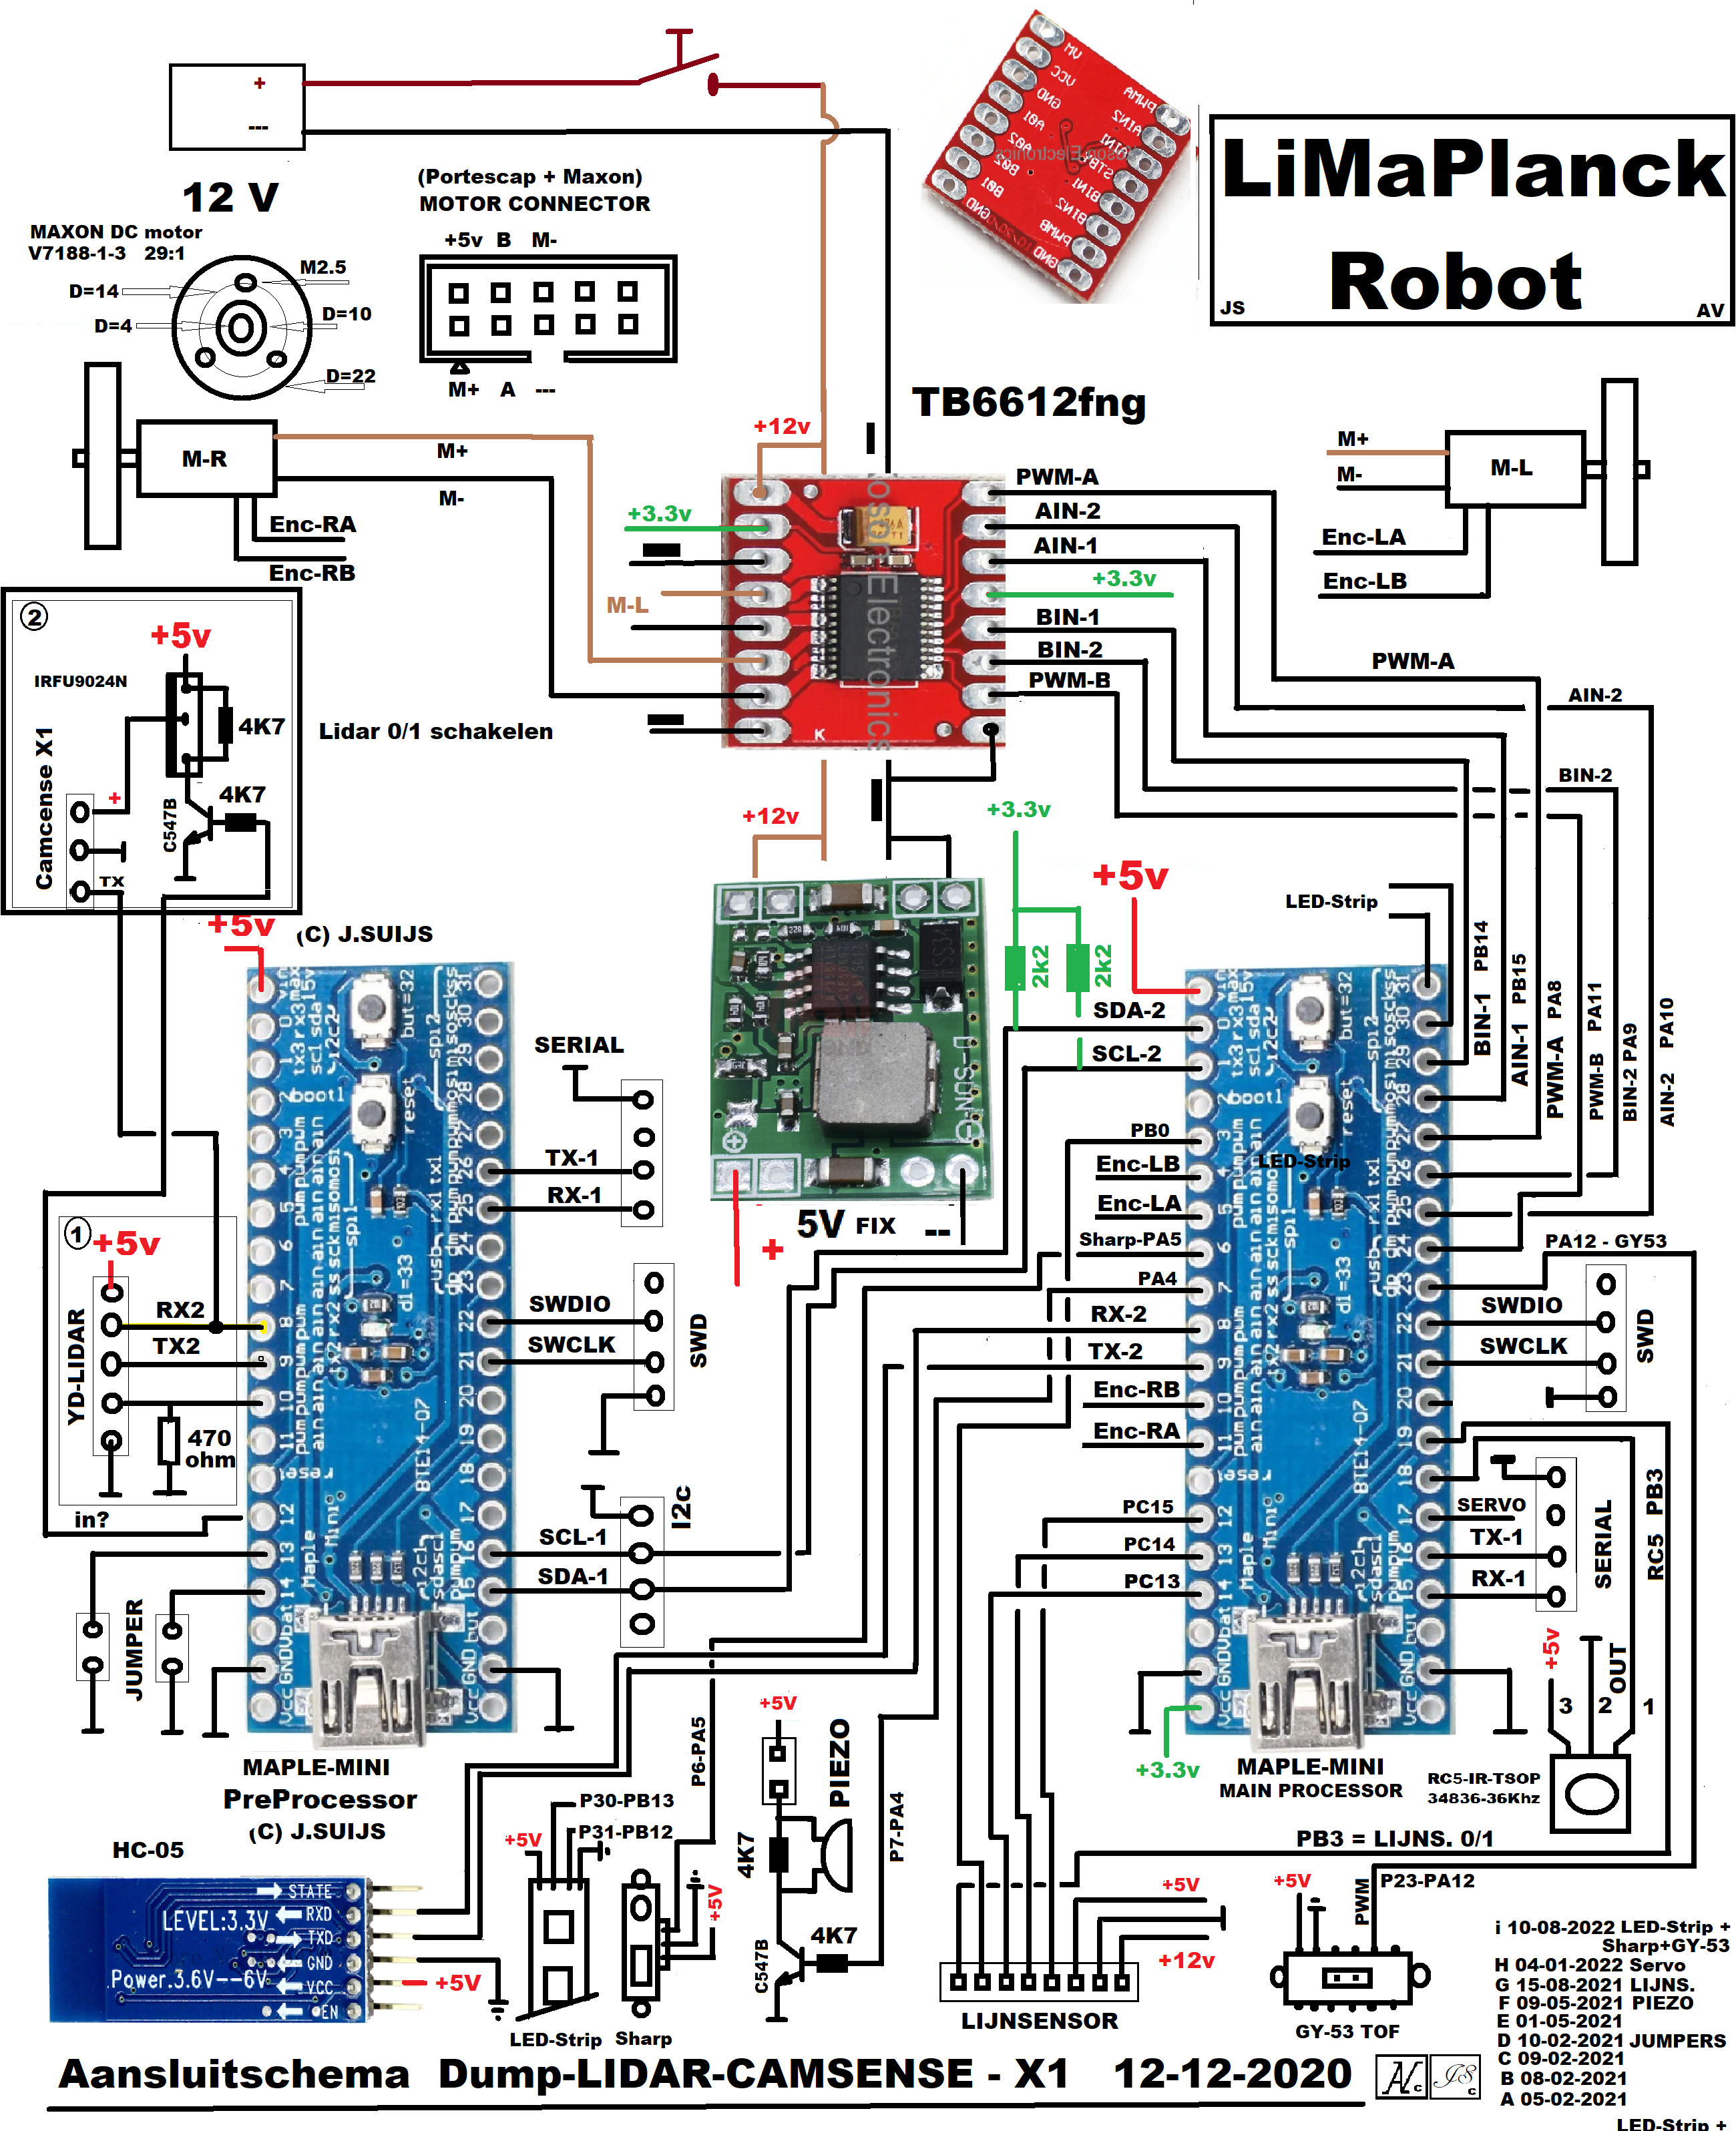 LiMaPlanck
Robot
JS
AV
+
---
12 V
(Portescap + Maxon)
MOTOR CONNECTOR
+5v B M-
M+ A ---
MAXON DC motor
V7188-1-3 29:1
M2.5
D=14
D=10
D=4
D=22
TB6612fng
M-R
M+
M-
Enc-RA
Enc-RB
M+
M-
M-L
Enc-LA
Enc-LB
+12v
+3.3v
M-L
PWM-A
AIN-2
AIN-1
+3.3v
BIN-1
BIN-2
PWM-B
K
Electronics
PWM-A
AIN-2
BIN-2
2
+5v
IRFU9024N
4K7
4K7
C547B
Camcense X1
+
TX
Lidar 0/1 schakelen
+12v
+3.3v
2k2
2k2
+5v
5V FIX --
+
LED-Strip
BIN-1 PB14
AIN-1 PB15
PWM-A PA8
PWM-B PA11
BIN-2 PA9
AIN-2 PA10
+5v
(C) J.SUIJS
SERIAL
TX-1
RX-1
SWDIO
SWCLK
SWD
I2c
SCL-1
SDA-1
1
+5v
YD-LIDAR
RX2
TX2
470
ohm
in?
JUMPER
MAPLE-MINI
PreProcessor
(C) J.SUIJS
SDA-2
SCL-2
PB0
Enc-LB
Enc-LA
Sharp-PA5
PA4
RX-2
TX-2
Enc-RB
Enc-RA
PC15
PC14
PC13
+3.3v
LED-Strip
PA12 - GY53
SWDIO
SWCLK
SWD
SERVO
TX-1
RX-1
SERIAL
RC5 PB3
+5v
OUT
3 2 1
MAPLE-MINI
MAIN PROCESSOR
RC5-IR-TSOP
34836-36Khz
PB3 = LIJNS. 0/1
HC-05
STATE
LEVEL:3.3V
RXD
TXD
GND
Power.3.6V--6V
VCC
EN
+5V
+5V
P30-PB13
P31-PB12
LED-Strip
Sharp
+5V
P6-PA5
+5V
PIEZO
4K7
4K7
C547B
P7-PA4
+5V
+12v
LIJNSENSOR
+5V
PWM
P23-PA12
GY-53 TOF
i 10-08-2022 LED-Strip +
Sharp+GY-53
H 04-01-2022 Servo
G 15-08-2021 LIJNS.
F 09-05-2021 PIEZO
E 01-05-2021
D 10-02-2021 JUMPERS
C 09-02-2021
B 08-02-2021
A 05-02-2021
LED-Strip +
Aansluitschema Dump-LIDAR-CAMSENSE - X1 12-12-2020